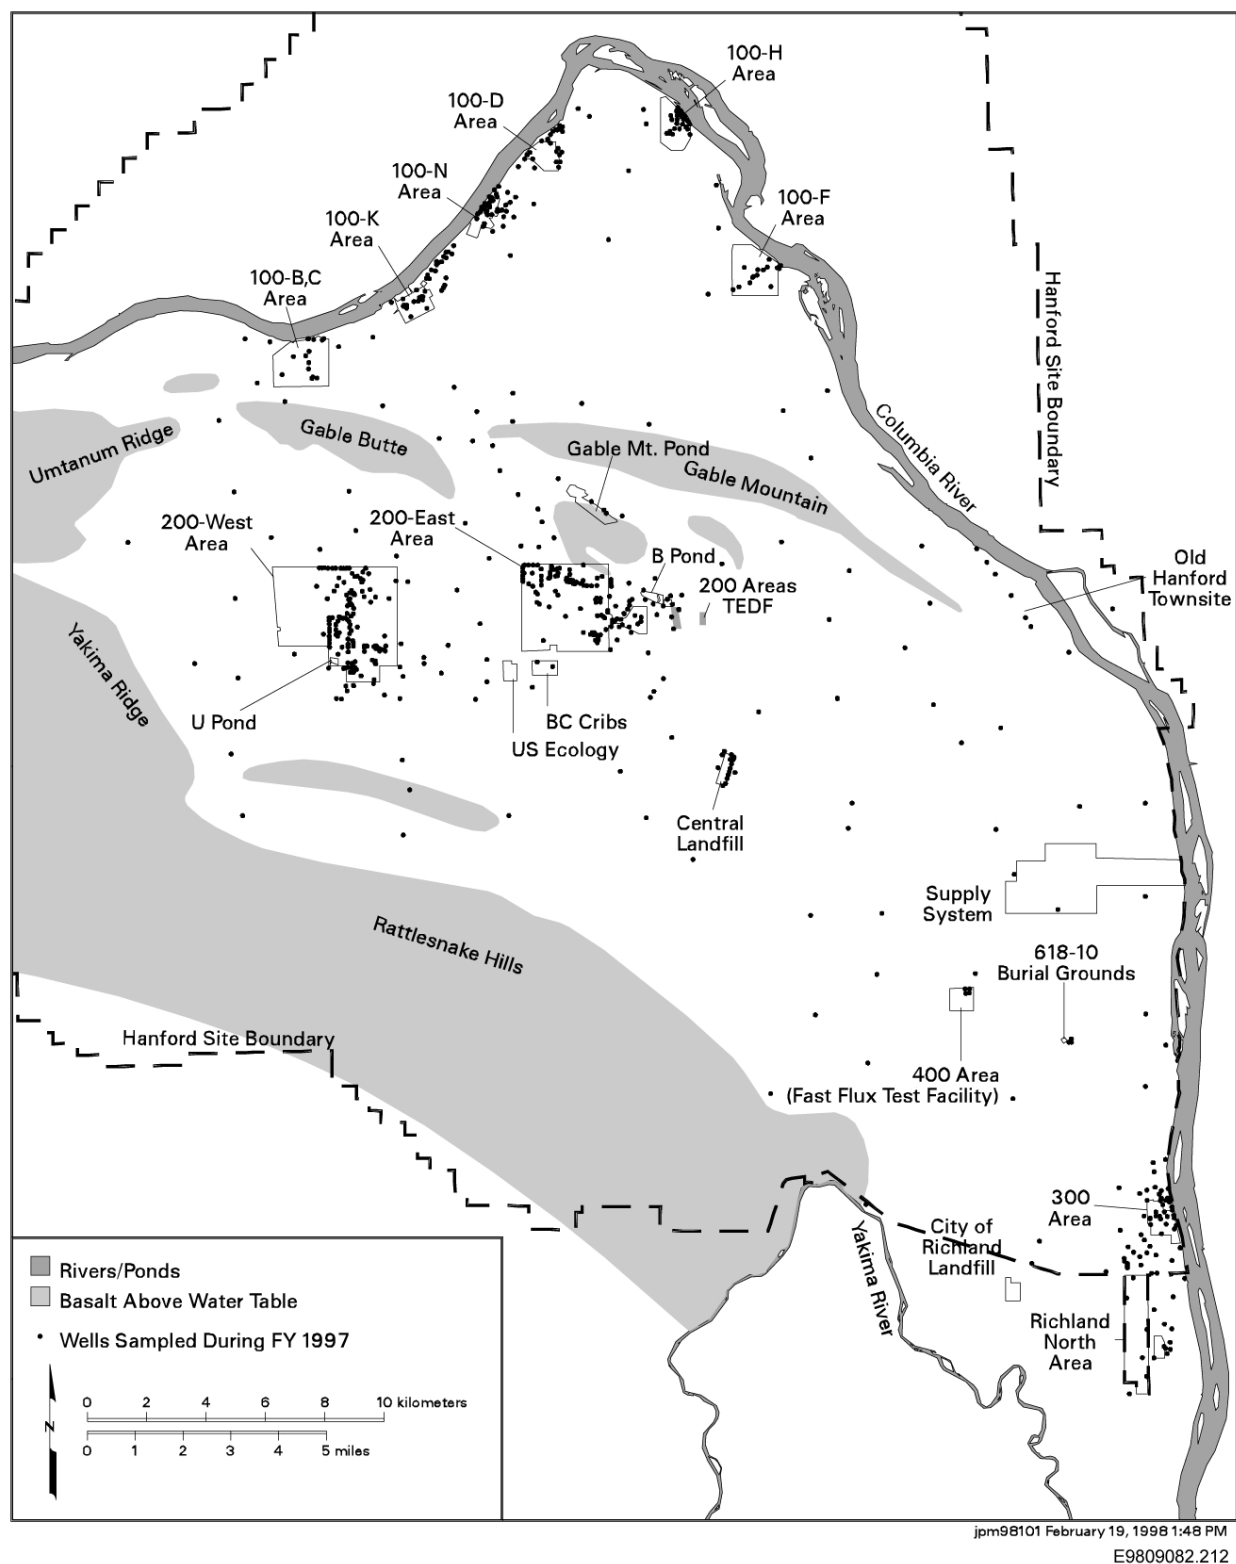 100-H
Area
100-D
Area
100-N
Area
100-F
Area
100-K
Area
100-B,C
Area
Hanford Site Boundary
Columbia River
Umtanum Ridge
Gable Butte
Gable Mt. Pond
Gable Mountain
200-West
Area
200-East
Area
B Pond
200 Areas
TEDF
Old
Hanford
Townsite
Yakima Ridge
U Pond
BC Cribs
US Ecology
Central
Landfill
Supply
System
Rattlesnake Hills
618-10
Burial Grounds
Hanford Site Boundary
400 Area
(Fast Flux Test Facility)
300
Area
City of
Richland
Landfill
Yakima River
Richland
North
Area
Rivers/Ponds
Basalt Above Water Table
Wells Sampled During FY 1997
N
0 2 4 6 8 10 kilometers
0 1 2 3 4 5 miles
jpm98101 February 19, 1998 1:48 PM
E9809082.212